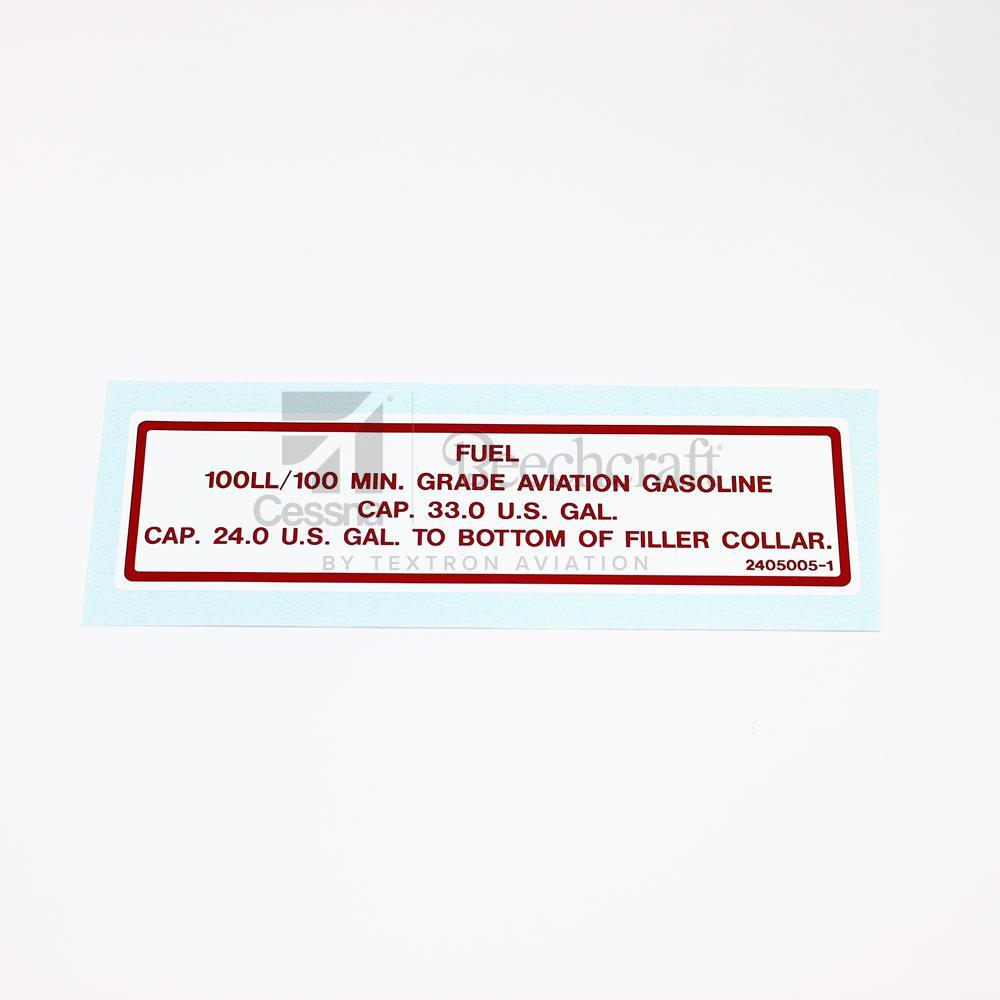 FUEL
100LL/100 MIN. GRADE AVIATION GASOLINE
CAP. 33.0 U.S. GAL.
CAP. 24.0 U.S. GAL. TO BOTTOM OF FILLER COLLAR.
2405005-1
Cessna
Beechcraft
BY TEXTRON AVIATION